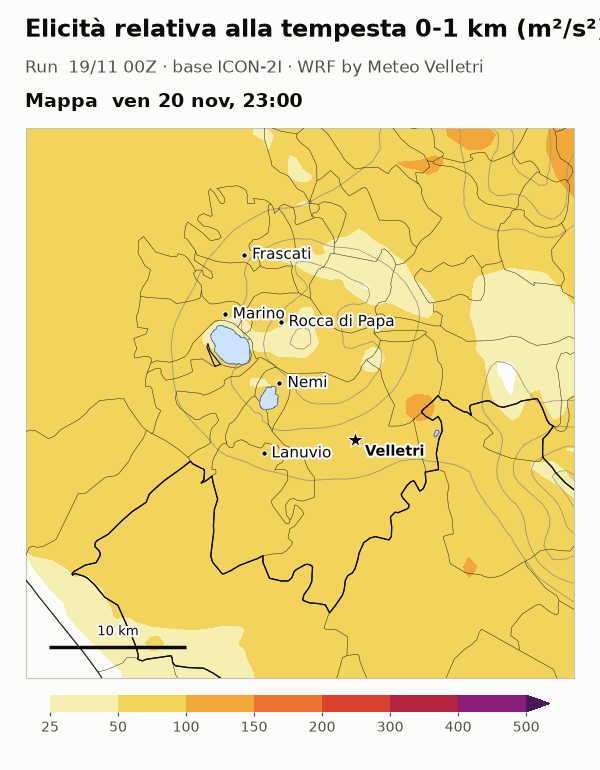 Elicità relativa alla tempesta 0-1 km (m²/s²)
Run 19/11 00Z · base ICON-2I · WRF by Meteo Velletri
Mappa ven 20 nov, 23:00
Frascati
Marino
Rocca di Papa
Nemi
Velletri
Lanuvio
10 km
25 50 100 150 200 300 400 500